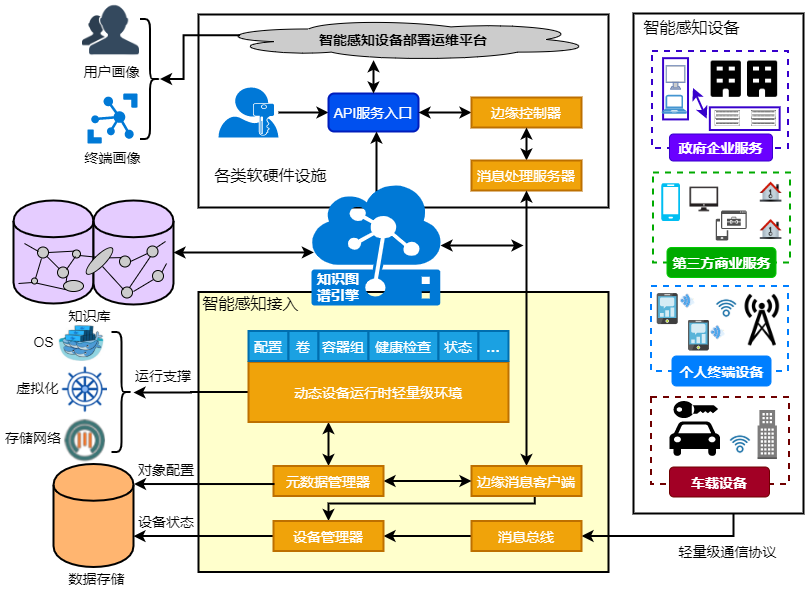 智能感知设备部署运维平台
用户画像
终端画像
API服务入口
边缘控制器
各类软硬件设施
消息处理服务器
知识图
谱引擎
知识库
智能感知接入
OS
虚拟化
存储网络
运行支撑
配置
卷
容器组
健康检查
状态
...
动态设备运行时轻量级环境
对象配置
元数据管理器
边缘消息客户端
设备状态
设备管理器
消息总线
数据存储
智能感知设备
政府企业服务
第三方商业服务
个人终端设备
车载设备
轻量级通信协议